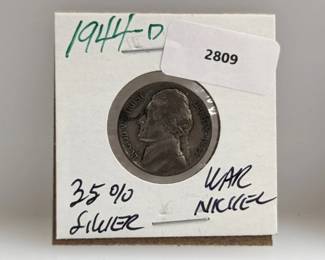 1944-D
2809
35% WAR
SILVER NICKEL